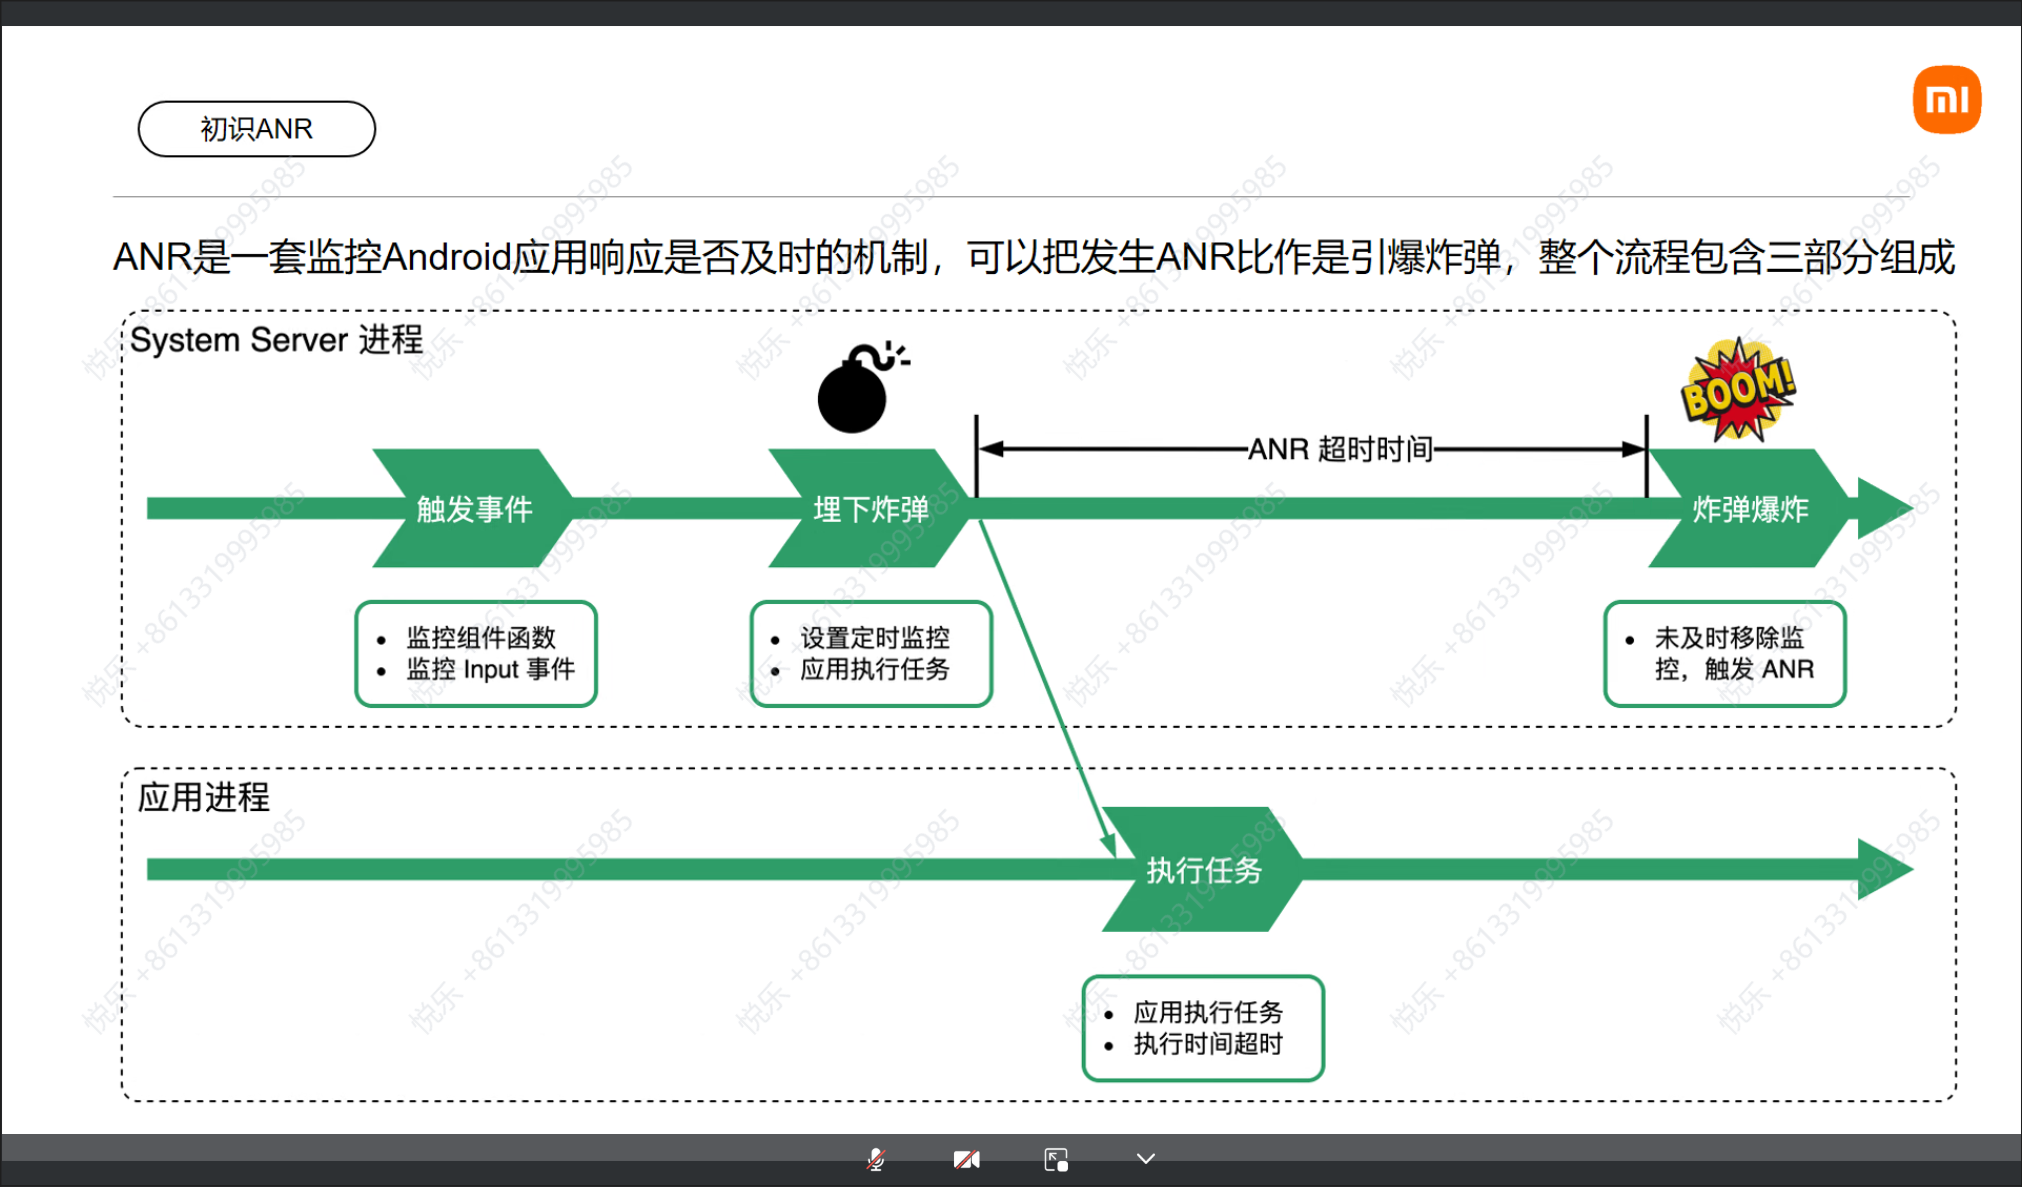 初识ANR
mi
ANR是一套监控Android应用响应是否及时的机制，可以把发生ANR比作是引爆炸弹，整个流程包含三部分组成
System Server 进程
BOOM!
ANR 超时时间
触发事件
埋下炸弹
炸弹爆炸
• 监控组件函数
• 监控 Input 事件
• 设置定时监控
• 应用执行任务
• 未及时移除监
控，触发 ANR
应用进程
执行任务
• 应用执行任务
• 执行时间超时
悦乐 +8613319995985